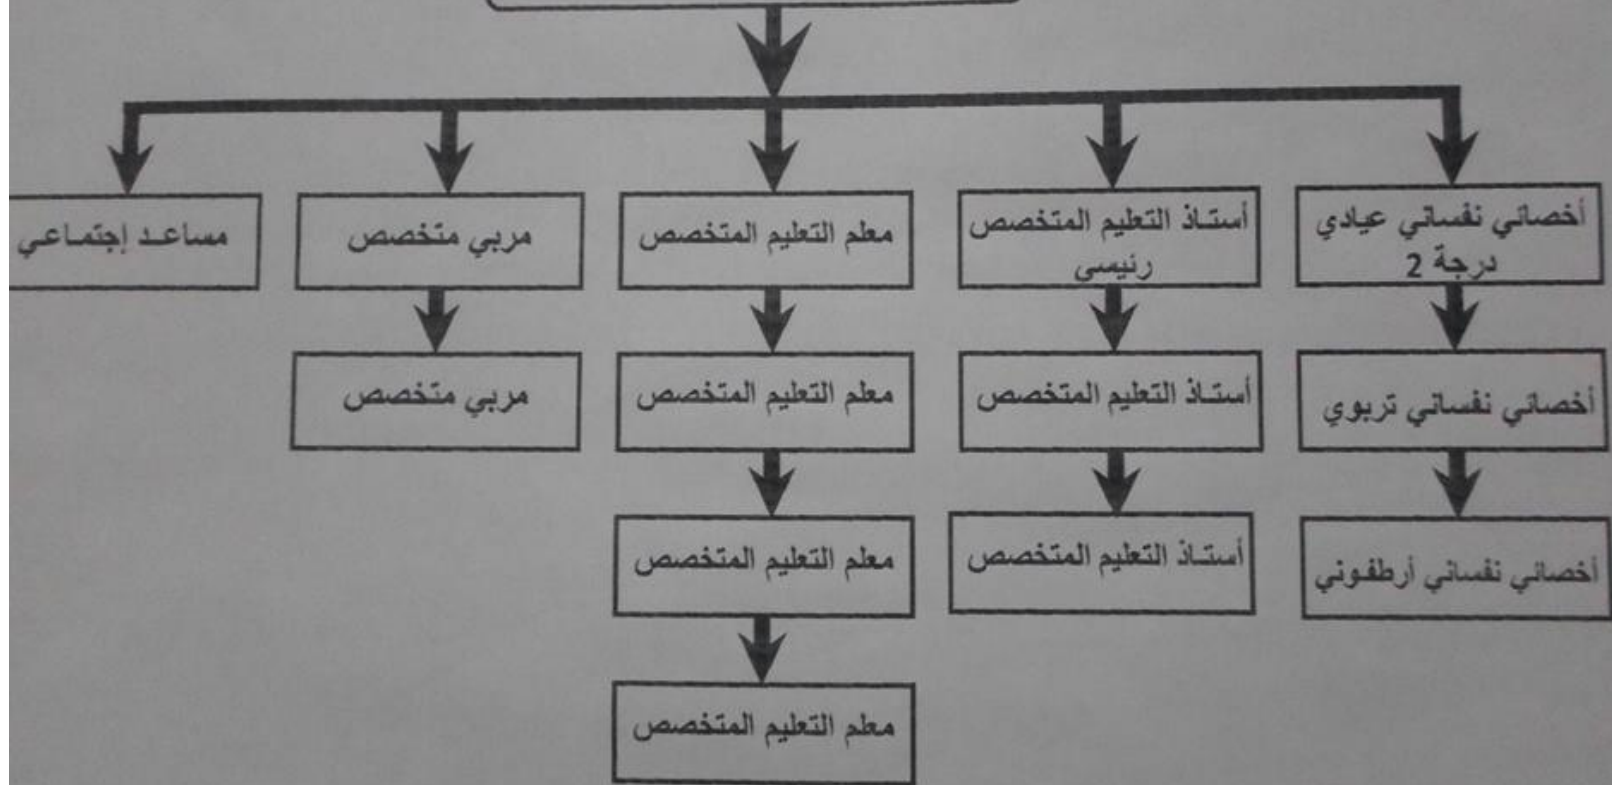 أخصائي نفساني عيادي
درجة 2
أستاذ التعليم المتخصص
رئيسي
معلم التعليم المتخصص
مربي متخصص
مساعد إجتماعي
أخصائي نفساني تربوي
أستاذ التعليم المتخصص
معلم التعليم المتخصص
مربي متخصص
أخصائي نفساني أرطفوني
أستاذ التعليم المتخصص
معلم التعليم المتخصص
معلم التعليم المتخصص